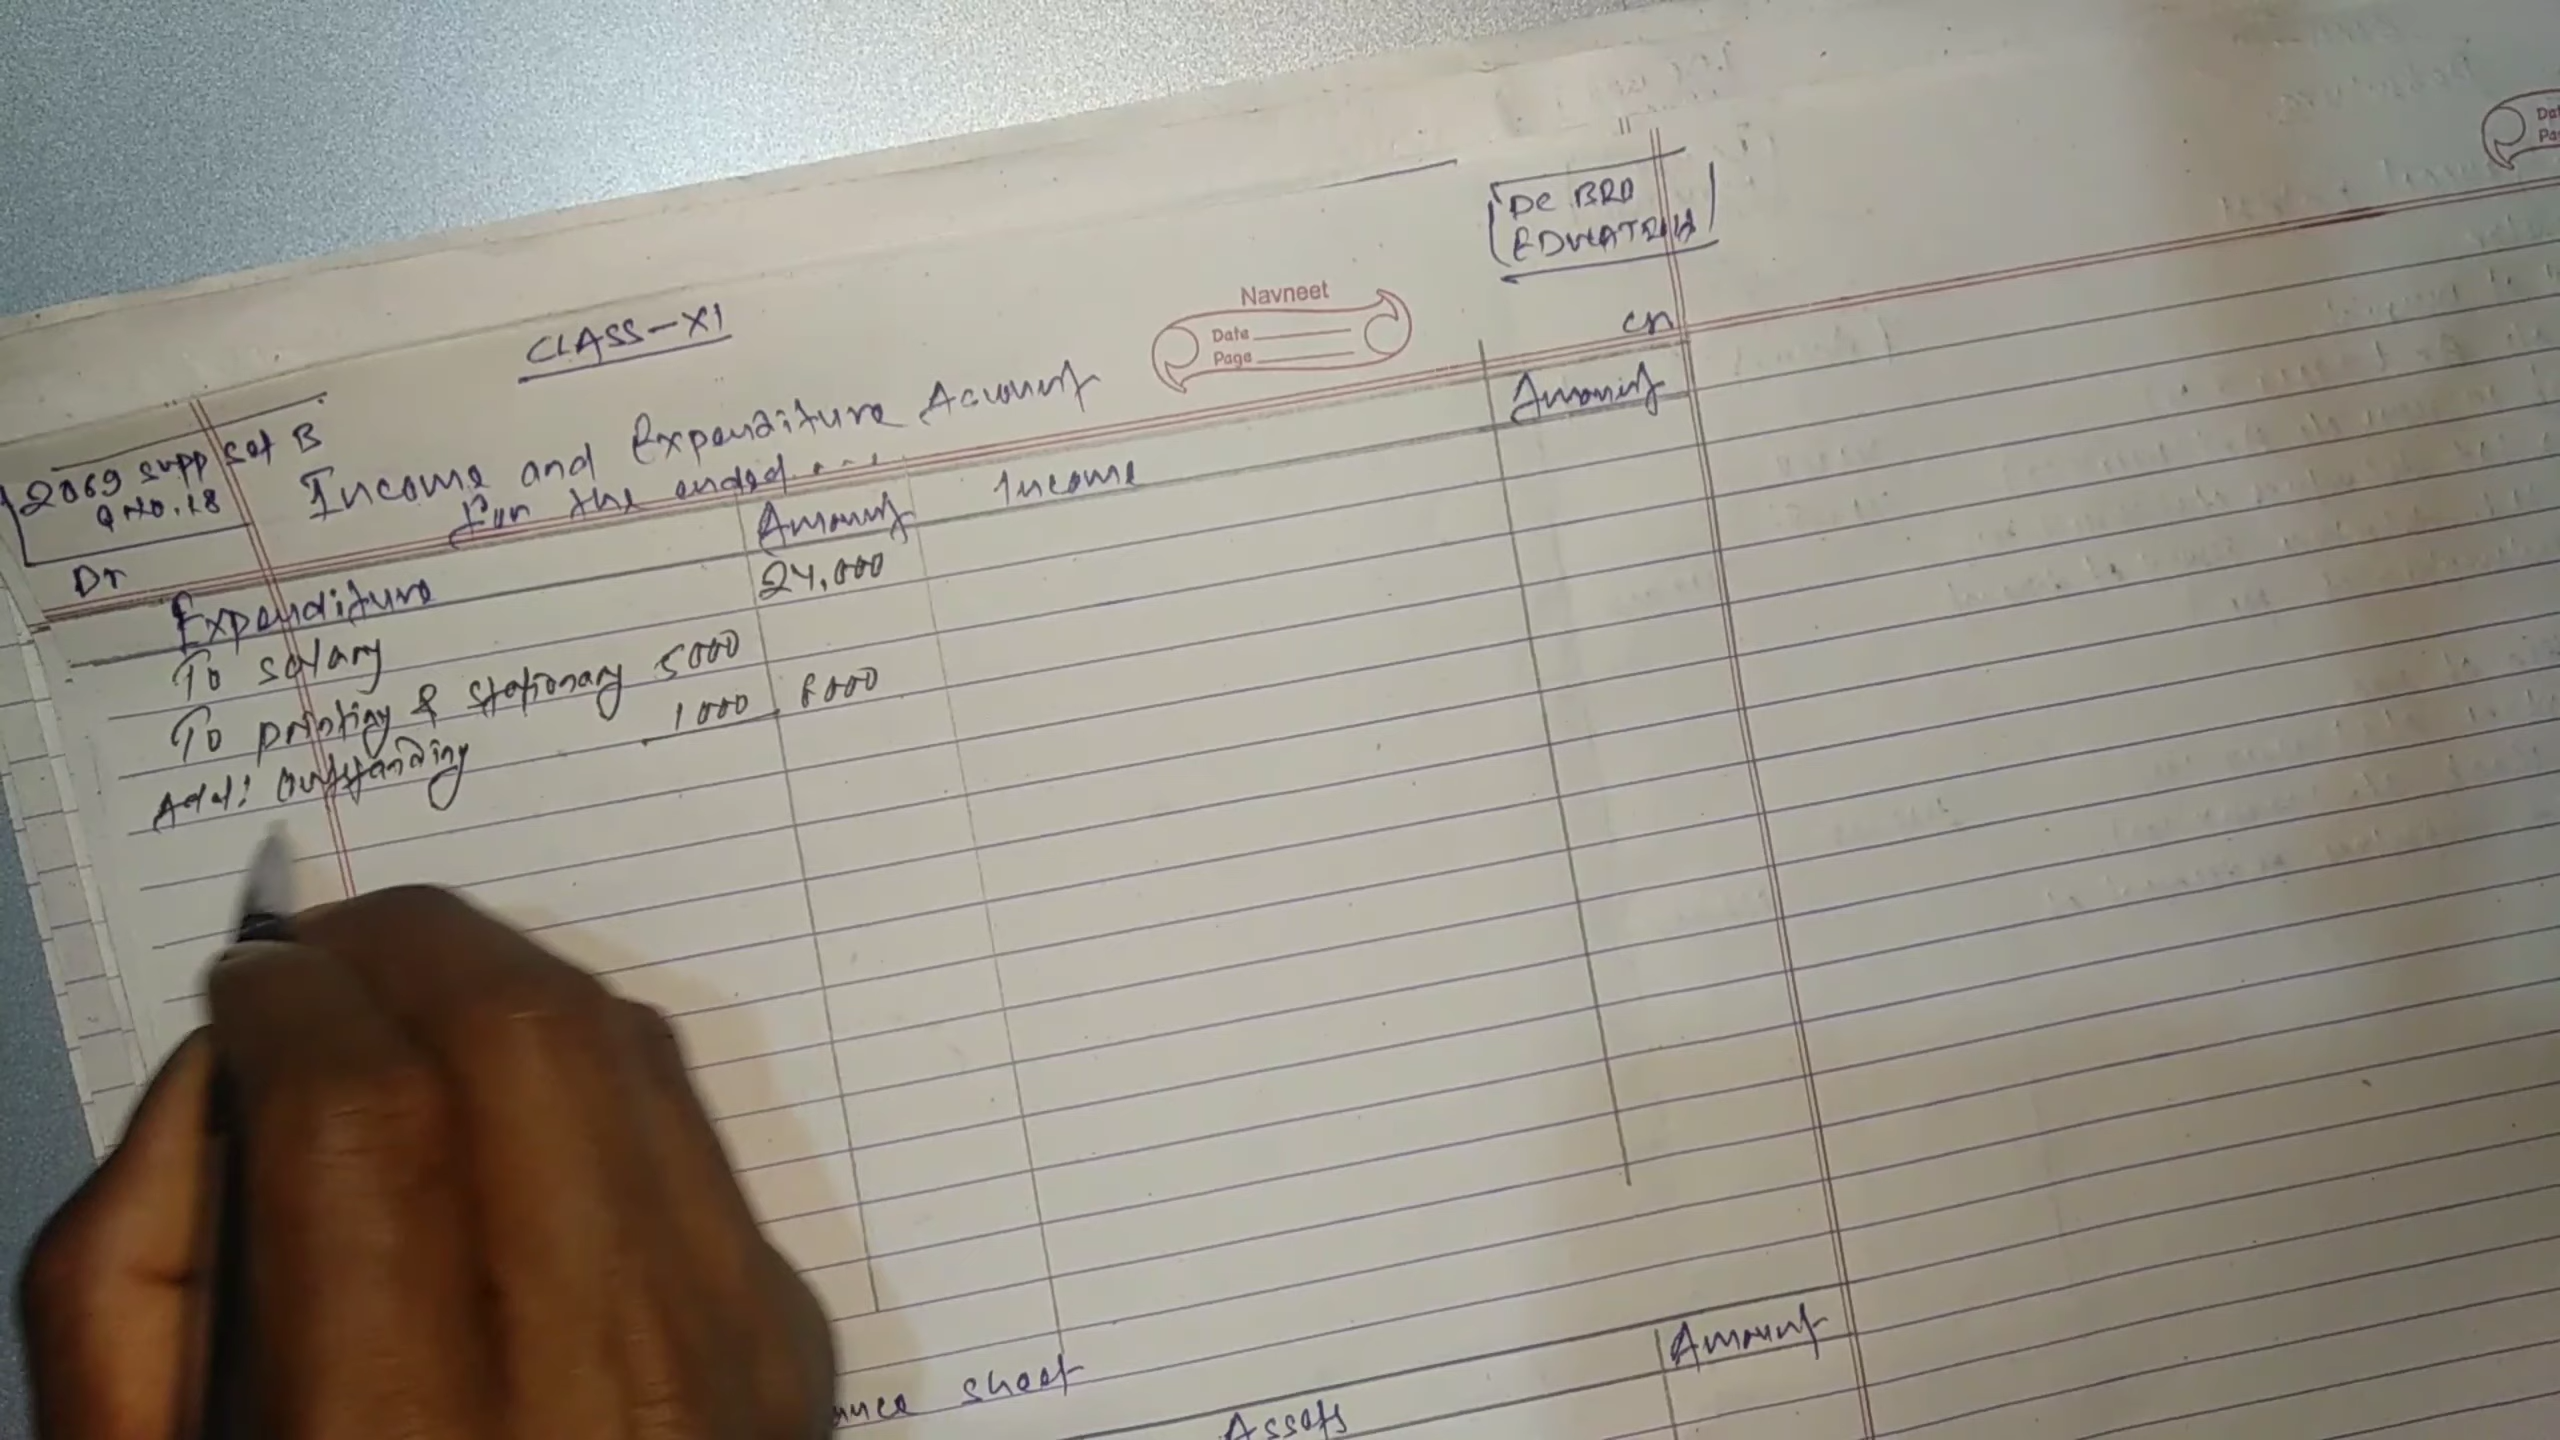 DC BRO
EDUCATION
CLASS-XI
Navneet
Date
Page
2069 supp set B
Q No. 18
Income and Expenditure Account
For the ended ...
Dr
Cr
Expenditure Amount Income Amount
To salary 24,000
To printing & stationary 5000
Add: Outstanding 1000 6000
sheet
Assets Amount